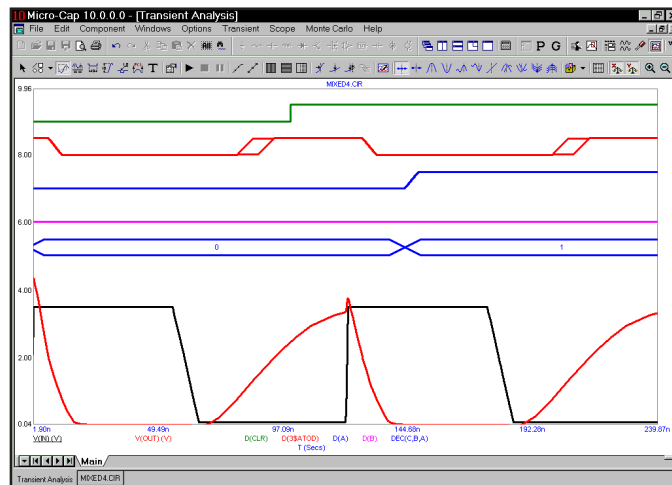 10 Micro-Cap 10.0.0.0 - [Transient Analysis]
File Edit Component Windows Options Transient Scope Monte Carlo Help
T P G
MIXED4.CIR
9.96
8.00
6.00
0 1
4.00
2.00
0.04
1.90n 49.49n 97.09n 144.68n 192.28n 239.87n
V(IN) (V) V(OUT) (V) D(CLR) D(3$ATOD) D(A) D(B) DEC(C,B,A)
T (Secs)
Main
Transient Analysis MIXED4.CIR